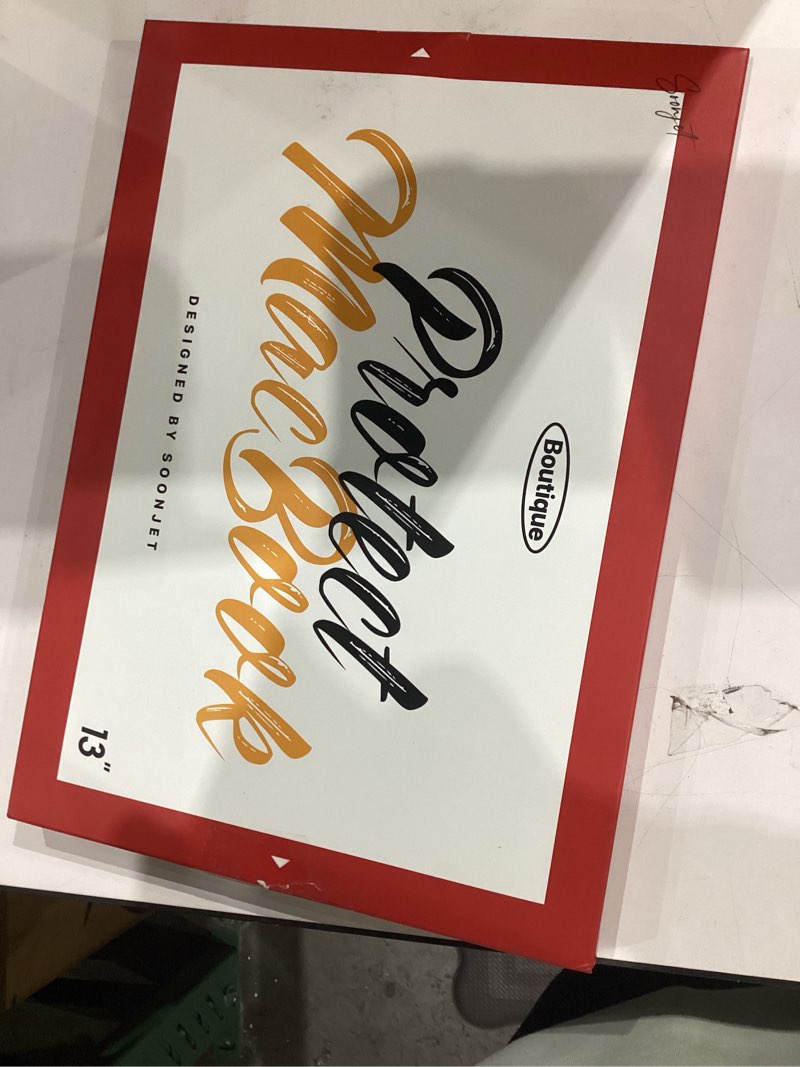 Boutique
Protect
MacBook
DESIGNED BY SOONJET
13"